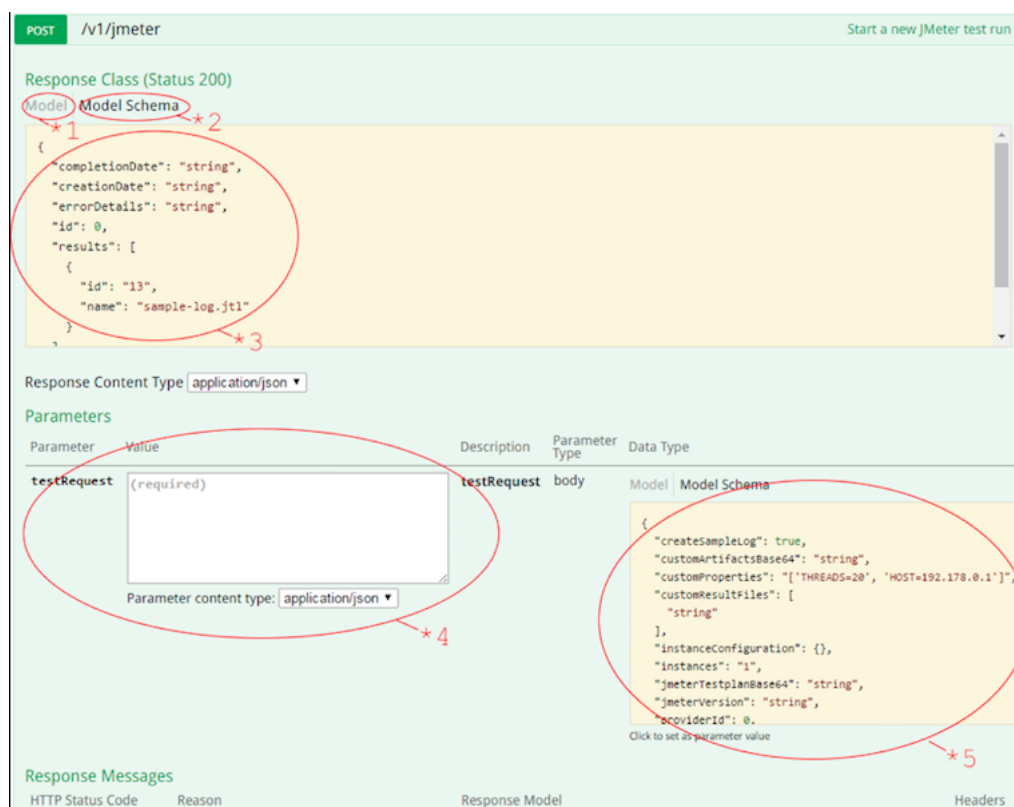 POST /v1/jmeter Start a new JMeter test run
Response Class (Status 200)
Model Model Schema
*1 *2
{
"completionDate": "string",
"creationDate": "string",
"errorDetails": "string",
"id": 0,
"results": [
{
"id": "13",
"name": "sample-log.jtl"
}
]
*3
Response Content Type application/json
Parameters
Parameter Value Description Parameter Type Data Type
testRequest (required) testRequest body Model Model Schema
{
"createSampleLog": true,
"customArtifactsBase64": "string",
"customProperties": "['THREADS=20', 'HOST=192.178.0.1']",
"customResultFiles": [
"string"
],
"instanceConfiguration": {},
"instances": "1",
"jmeterTestplanBase64": "string",
"jmeterVersion": "string",
"providerId": 0,
Parameter content type: application/json
*4
Click to set as parameter value
*5
Response Messages
HTTP Status Code Reason Response Model Headers